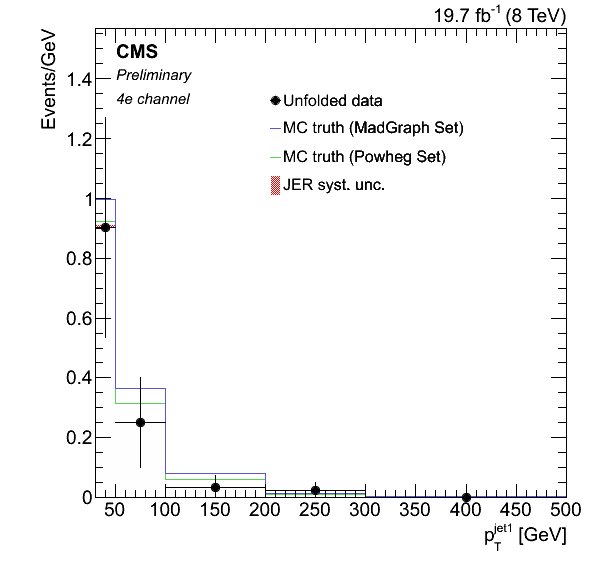 19.7 fb⁻¹ (8 TeV)
Events/GeV
CMS
Preliminary
4e channel
Unfolded data
MC truth (MadGraph Set)
MC truth (Powheg Set)
JER syst. unc.
1.4
1.2
1
0.8
0.6
0.4
0.2
0
50 100 150 200 250 300 350 400 450 500
p_T^jet1 [GeV]